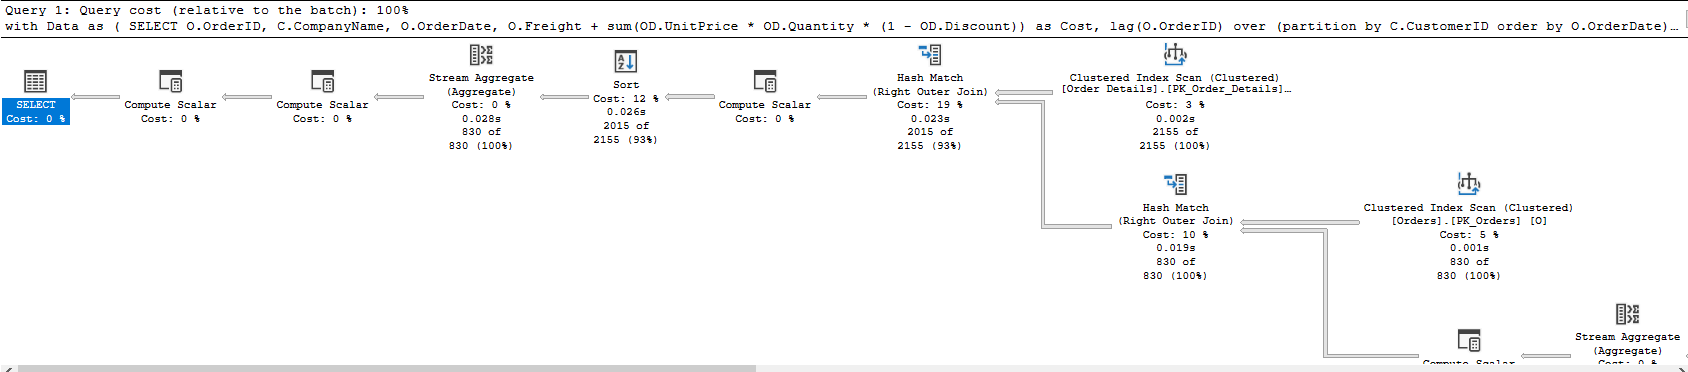 Query 1: Query cost (relative to the batch): 100%
with Data as ( SELECT O.OrderID, C.CompanyName, O.OrderDate, O.Freight + sum(OD.UnitPrice * OD.Quantity * (1 - OD.Discount)) as Cost, lag(O.OrderID) over (partition by C.CustomerID order by O.OrderDate)…
SELECT
Cost: 0 %
Compute Scalar
Cost: 0 %
Compute Scalar
Cost: 0 %
Stream Aggregate
(Aggregate)
Cost: 0 %
0.028s
830 of
830 (100%)
Sort
Cost: 12 %
0.026s
2015 of
2155 (93%)
Compute Scalar
Cost: 0 %
Hash Match
(Right Outer Join)
Cost: 19 %
0.023s
2015 of
2155 (93%)
Clustered Index Scan (Clustered)
[Order Details].[PK_Order_Details]…
Cost: 3 %
0.002s
2155 of
2155 (100%)
Hash Match
(Right Outer Join)
Cost: 10 %
0.019s
830 of
830 (100%)
Clustered Index Scan (Clustered)
[Orders].[PK_Orders] [O]
Cost: 5 %
0.001s
830 of
830 (100%)
Compute Scalar
Stream Aggregate
(Aggregate)
Cost: 0 %